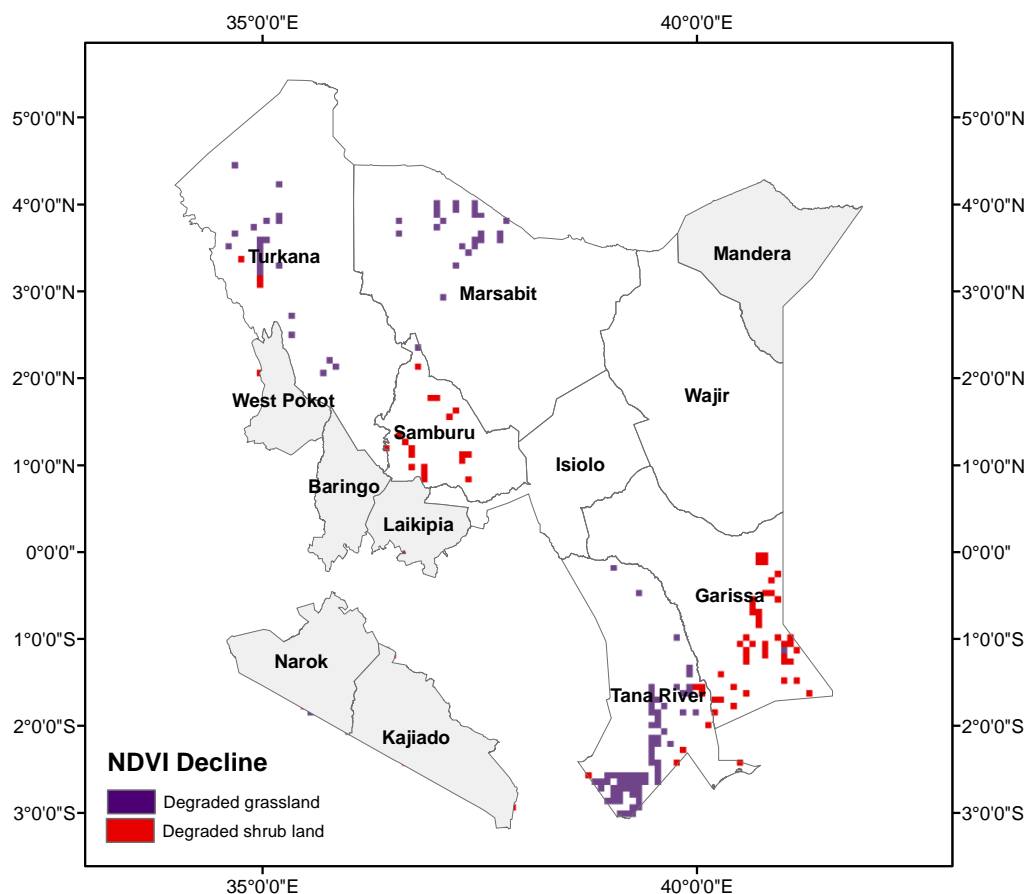 35°0'0"E 40°0'0"E
5°0'0"N 5°0'0"N
4°0'0"N 4°0'0"N
Mandera
Turkana
3°0'0"N 3°0'0"N
Marsabit
2°0'0"N 2°0'0"N
West Pokot Wajir
Samburu
1°0'0"N Isiolo 1°0'0"N
Baringo
Laikipia
0°0'0" 0°0'0"
Garissa
1°0'0"S 1°0'0"S
Narok
Tana River
2°0'0"S 2°0'0"S
Kajiado
NDVI Decline
Degraded grassland
3°0'0"S 3°0'0"S
Degraded shrub land
35°0'0"E 40°0'0"E